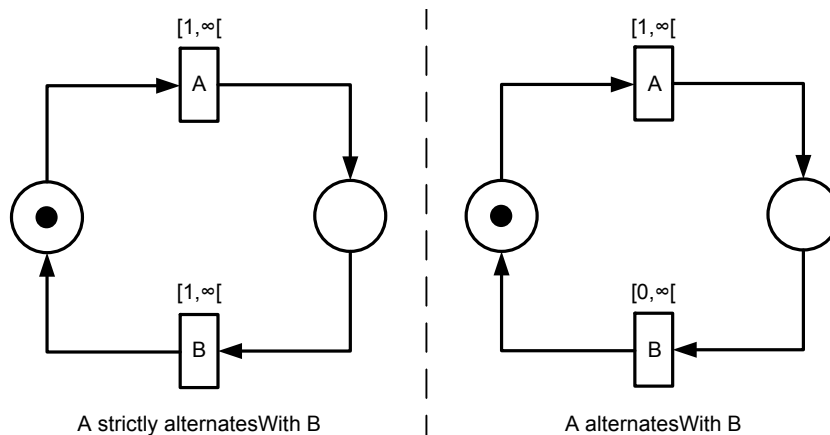 [1,∞[
A
[1,∞[
B
A strictly alternatesWith B
[1,∞[
A
[0,∞[
B
A alternatesWith B